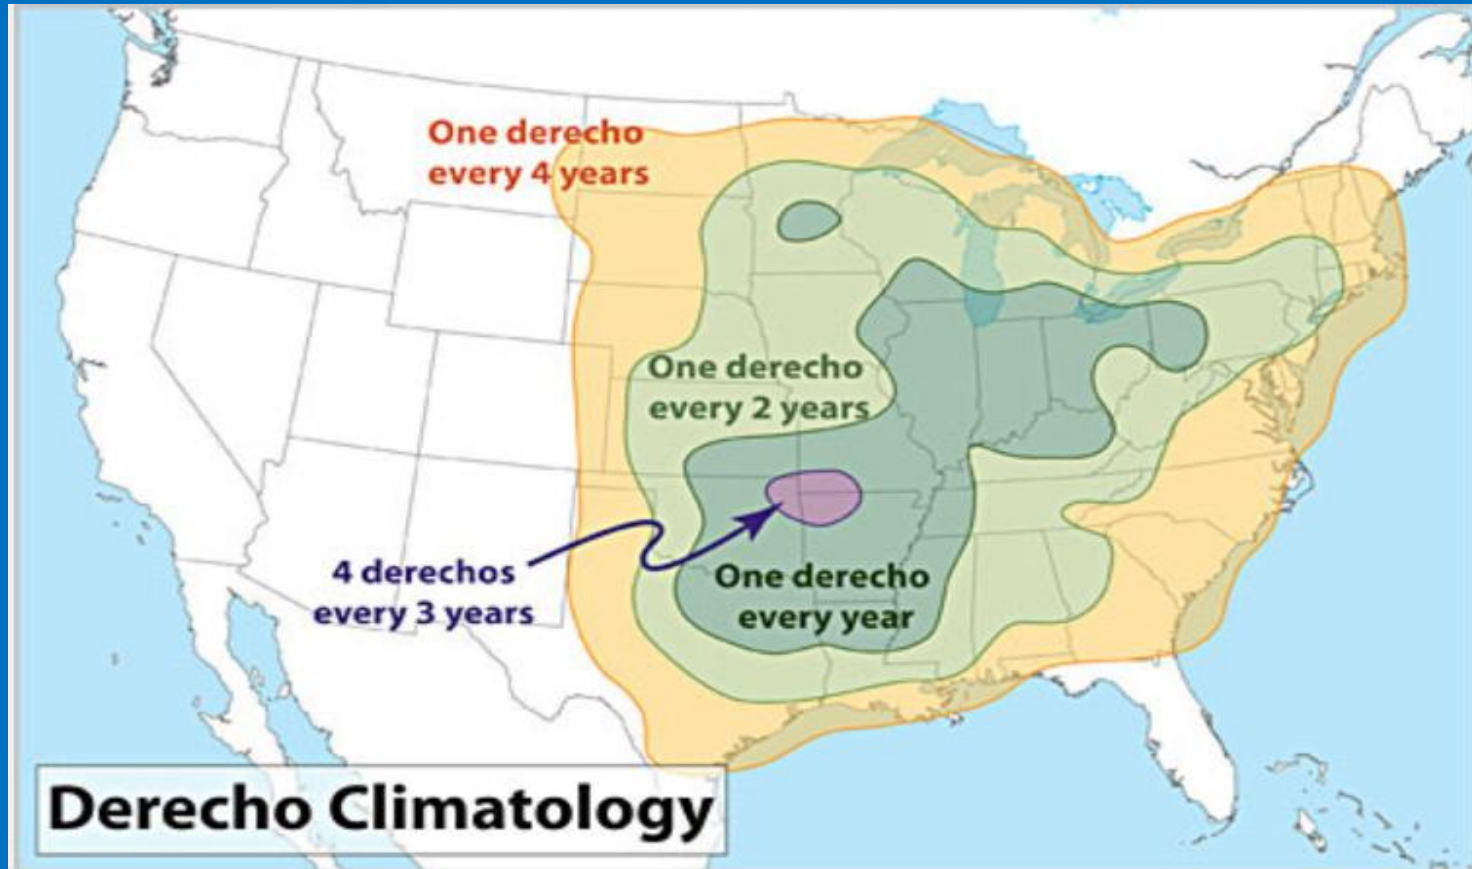 One derecho
every 4 years
One derecho
every 2 years
4 derechos
every 3 years
One derecho
every year
Derecho Climatology